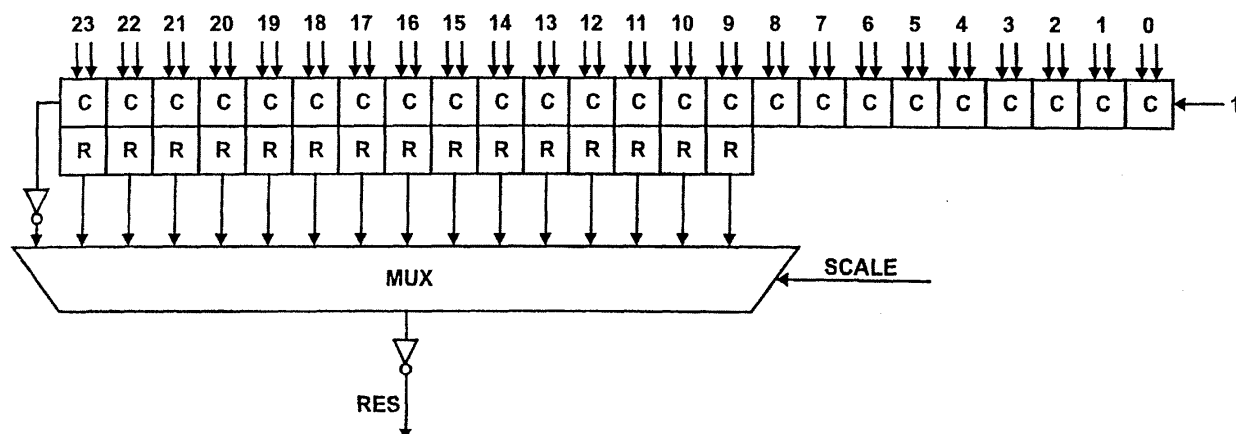 23 22 21 20 19 18 17 16 15 14 13 12 11 10 9 8 7 6 5 4 3 2 1 0
C C C C C C C C C C C C C C C C C C C C C C C C 1
R R R R R R R R R R R R R R R
MUX
SCALE
RES